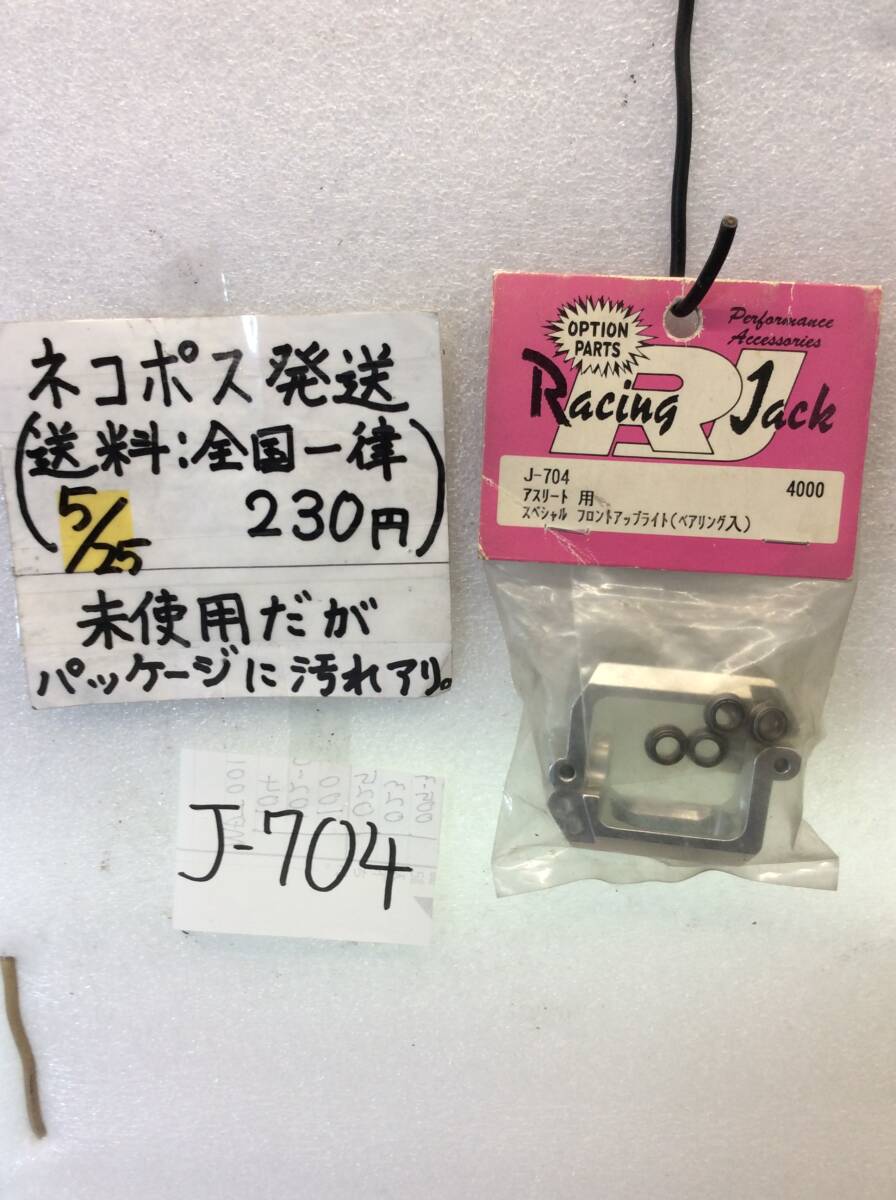 ネコポス発送
(送料:全国一律
5/25 230円)
未使用だが
パッケージに汚れアリ。
J-704
OPTION
PARTS
Performance
Accessories
Racing Jack
RJ
J-704
アスリート 用 4000
スペシャル フロントアップライト(ベアリング入)